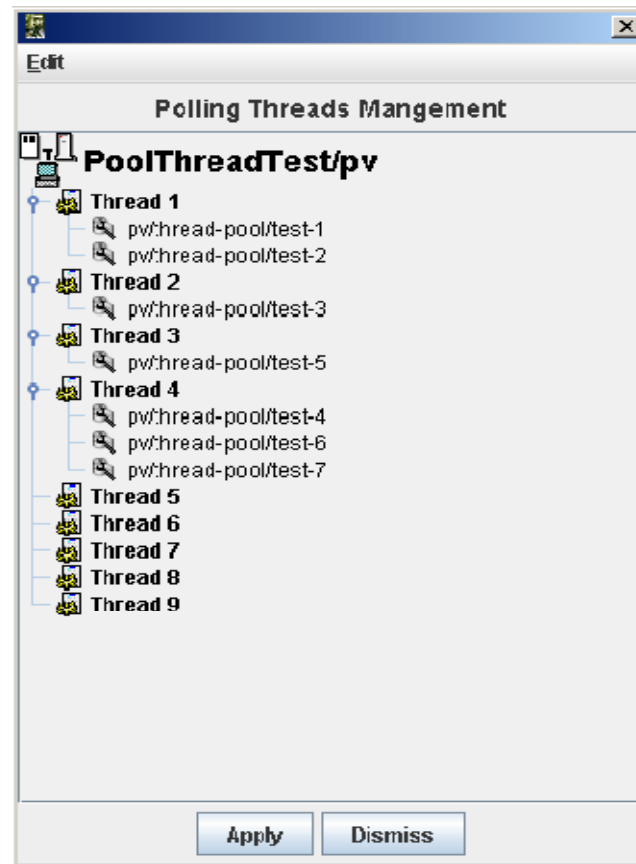 Edit
Polling Threads Mangement
PoolThreadTest/pv
Thread 1
pv/thread-pool/test-1
pv/thread-pool/test-2
Thread 2
pv/thread-pool/test-3
Thread 3
pv/thread-pool/test-5
Thread 4
pv/thread-pool/test-4
pv/thread-pool/test-6
pv/thread-pool/test-7
Thread 5
Thread 6
Thread 7
Thread 8
Thread 9
Apply Dismiss